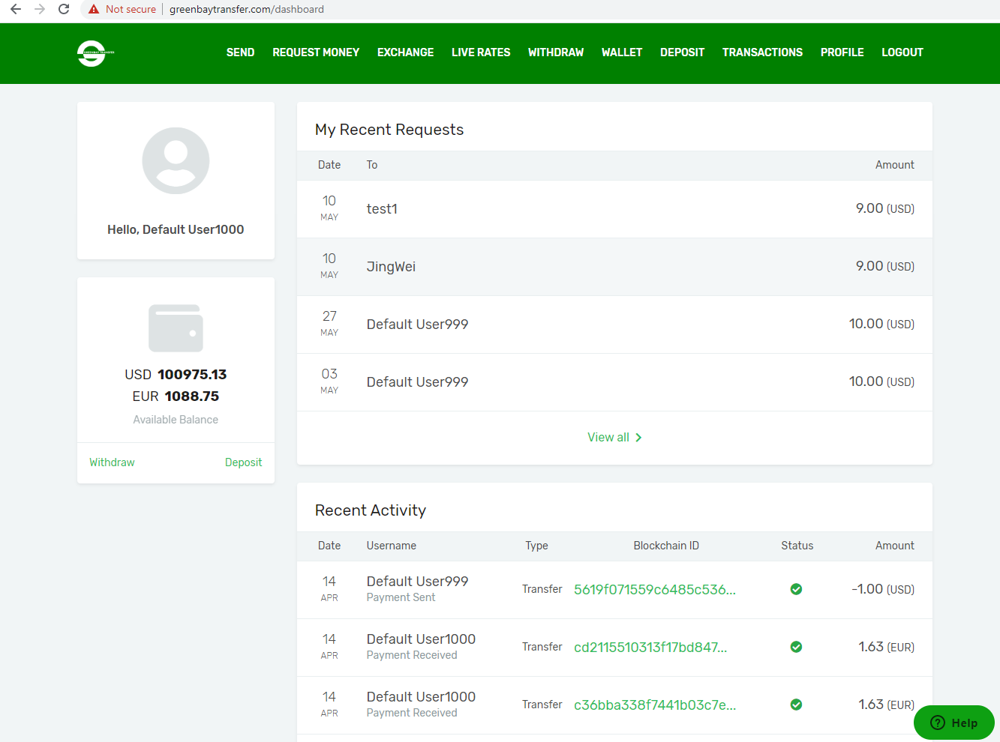 Not secure | greenbaytransfer.com/dashboard
GREENBAY TRANSFER
SEND REQUEST MONEY EXCHANGE LIVE RATES WITHDRAW WALLET DEPOSIT TRANSACTIONS PROFILE LOGOUT
Hello, Default User1000
USD 100975.13
EUR 1088.75
Available Balance
Withdraw Deposit
My Recent Requests
Date To Amount
10 MAY test1 9.00 (USD)
10 MAY JingWei 9.00 (USD)
27 MAY Default User999 10.00 (USD)
03 MAY Default User999 10.00 (USD)
View all
Recent Activity
Date Username Type Blockchain ID Status Amount
14 Default User999 Transfer 5619f071559c6485c536... -1.00 (USD)
APR Payment Sent
14 Default User1000 Transfer cd2115510313f17bd847... 1.63 (EUR)
APR Payment Received
14 Default User1000 Transfer c36bba338f7441b03c7e... 1.63 (EUR)
APR Payment Received
Help